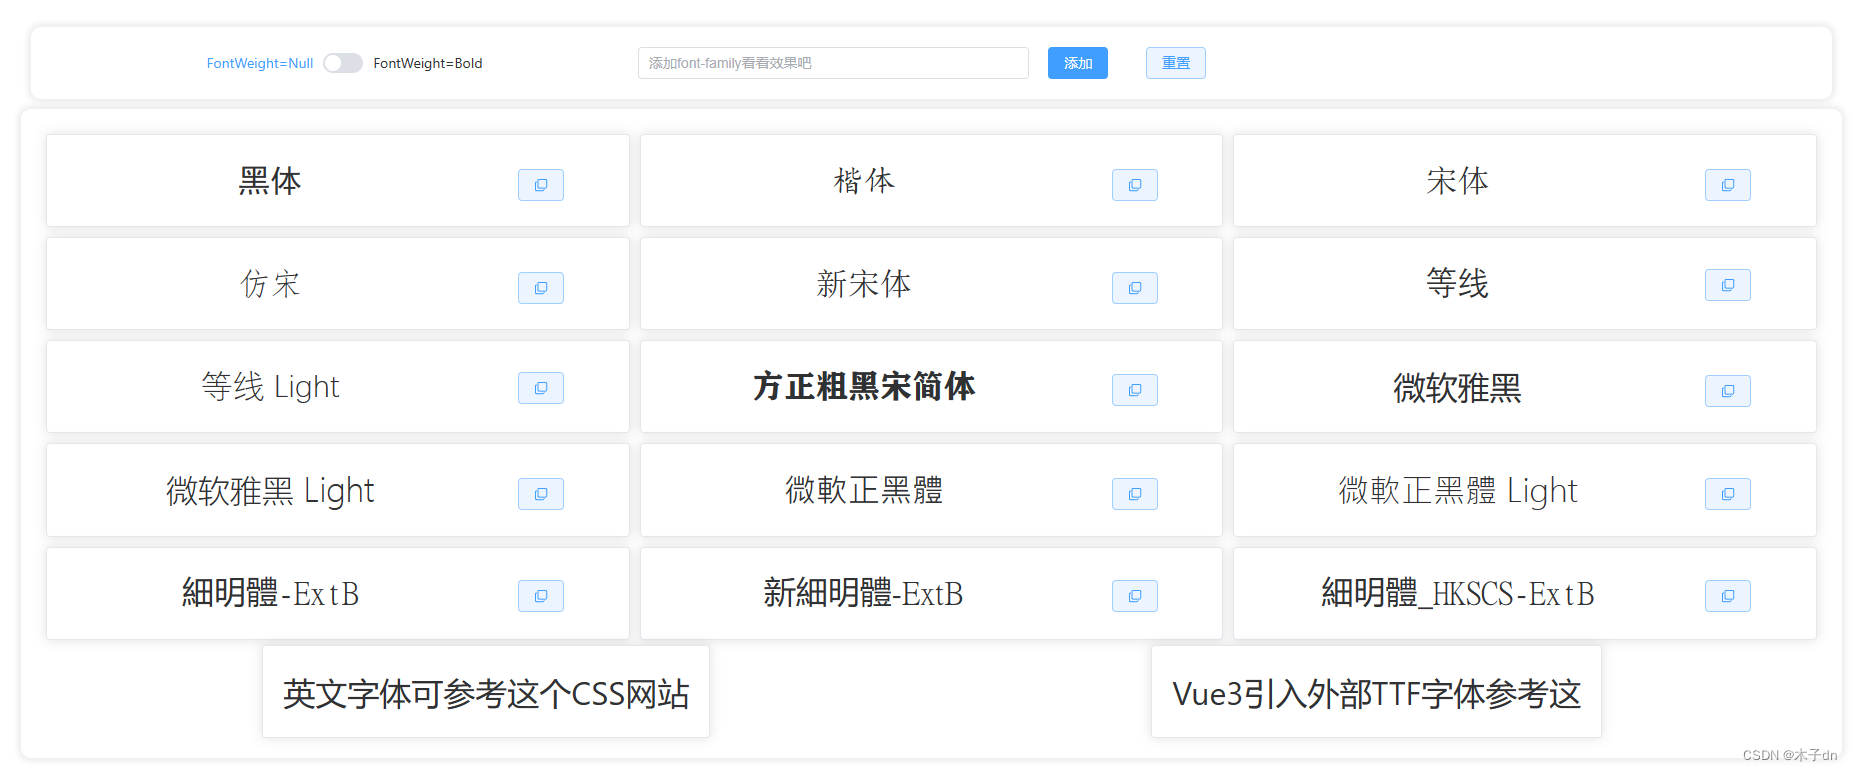 FontWeight=Null FontWeight=Bold 添加font-family看看效果吧 添加 重置
黑体 楷体 宋体
仿宋 新宋体 等线
等线 Light 方正粗黑宋简体 微软雅黑
微软雅黑 Light 微軟正黑體 微軟正黑體 Light
細明體-ExtB 新細明體-ExtB 細明體_HKSCS-ExtB
英文字体可参考这个CSS网站 Vue3引入外部TTF字体参考这
CSDN @木子dn